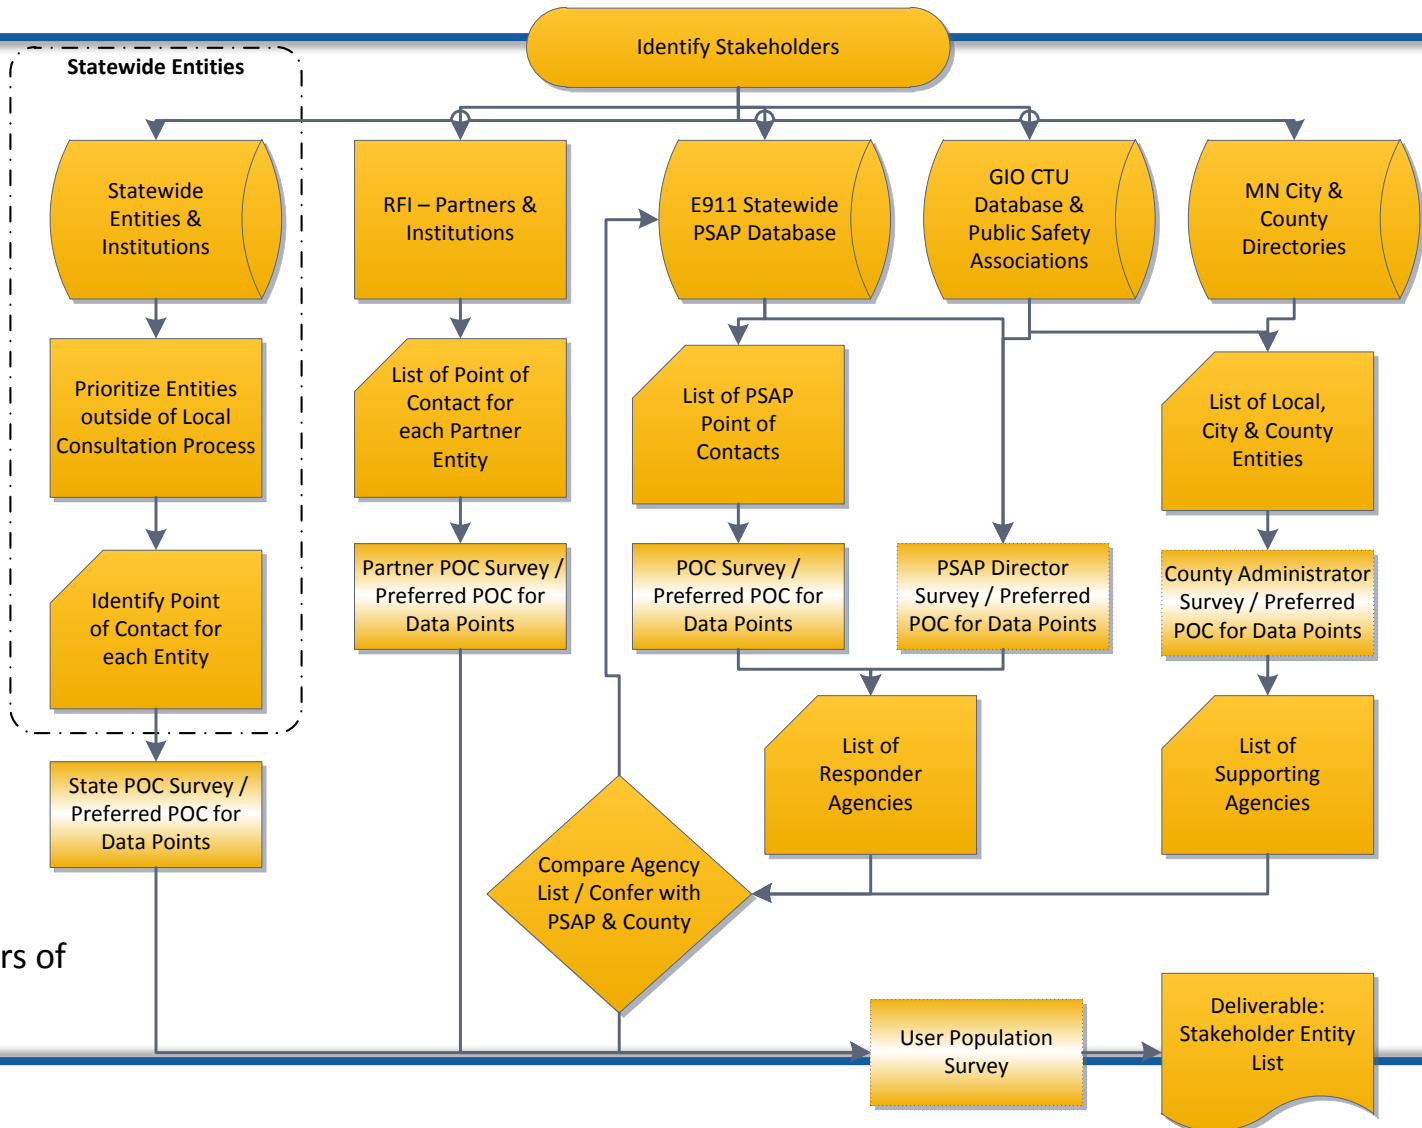 Identify Stakeholders
Statewide Entities
Statewide
Entities &
Institutions
RFI – Partners &
Institutions
E911 Statewide
PSAP Database
GIO CTU
Database &
Public Safety
Associations
MN City &
County
Directories
Prioritize Entities
outside of Local
Consultation Process
List of Point of
Contact for
each Partner
Entity
List of PSAP
Point of
Contacts
List of Local,
City & County
Entities
Identify Point
of Contact for
each Entity
Partner POC Survey /
Preferred POC for
Data Points
POC Survey /
Preferred POC for
Data Points
PSAP Director
Survey / Preferred
POC for Data Points
County Administrator
Survey / Preferred
POC for Data Points
State POC Survey /
Preferred POC for
Data Points
List of
Responder
Agencies
List of
Supporting
Agencies
Compare Agency
List / Confer with
PSAP & County
rs of
User Population
Survey
Deliverable:
Stakeholder Entity
List